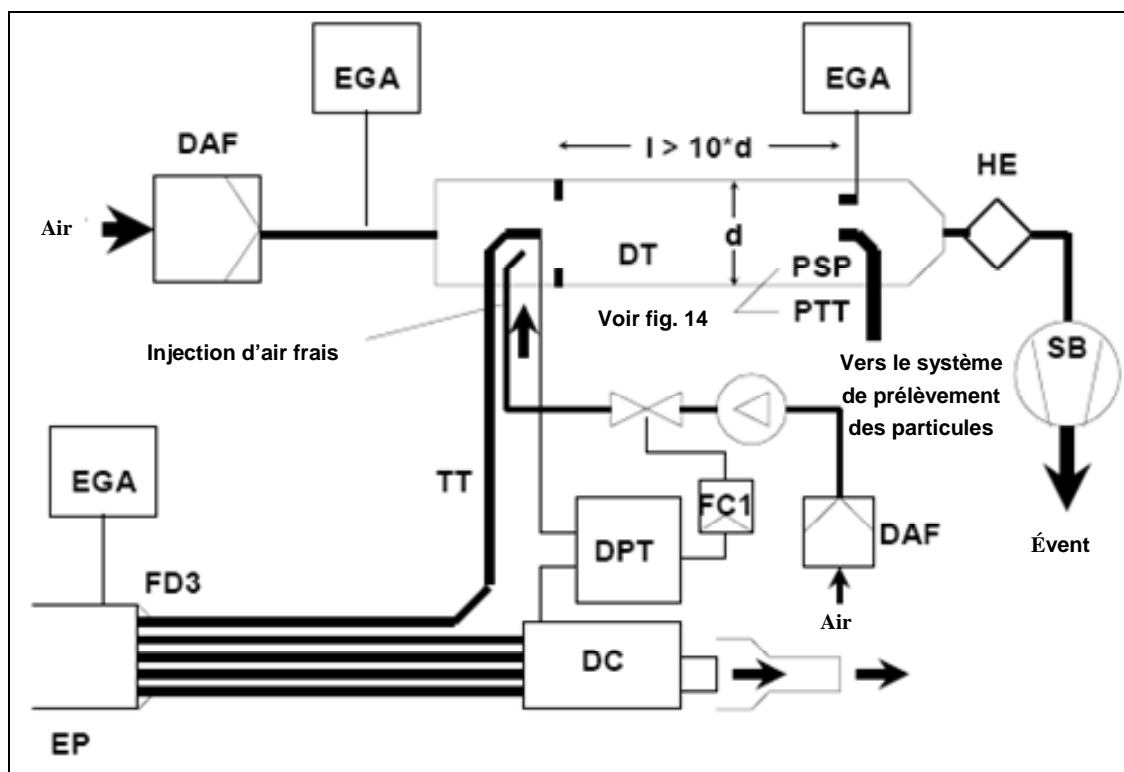 EGA
EGA
DAF
l > 10*d
HE
Air
d
DT
PSP
PTT
Voir fig. 14
SB
Injection d'air frais
Vers le système
de prélèvement
des particules
EGA
TT
FC1
DPT
DAF
Évent
FD3
Air
DC
EP